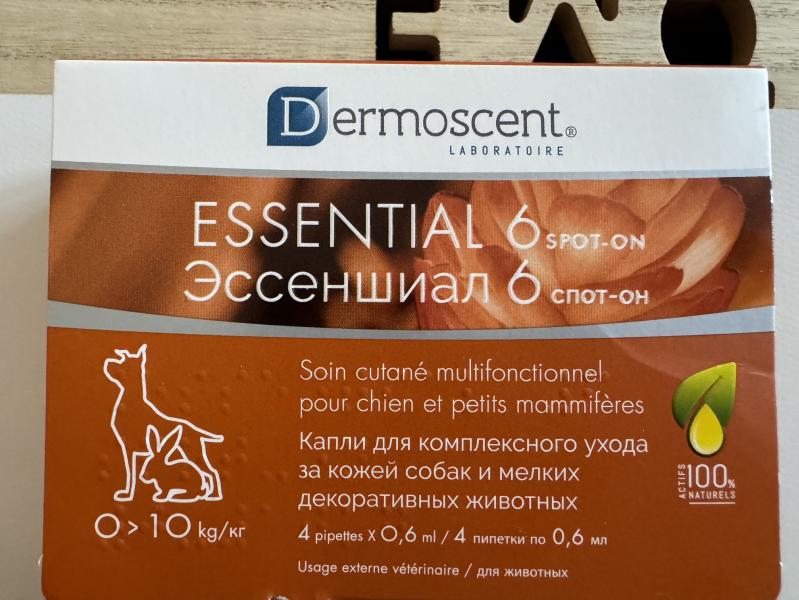 Dermoscent®
LABORATOIRE
ESSENTIAL 6 SPOT-ON
Эссеншиал 6 СПОТ-ОН
Soin cutané multifonctionnel
pour chien et petits mammifères
Капли для комплексного ухода
за кожей собак и мелких
декоративных животных
ACTIFS
100%
NATURELS
0 > 10 kg/кг
4 pipettes X 0,6 ml / 4 пипетки по 0,6 мл
Usage externe vétérinaire / для животных